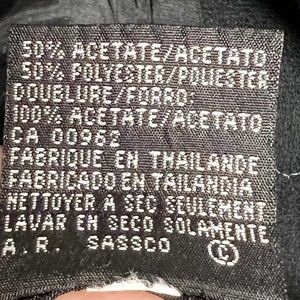 50% ACETATE/ACETATO
50% POLYESTER/POLIESTER
DOUBLURE/FORRO:
100% ACETATE/ACETATO
CA 00962
FABRIQUE EN THAILANDE
FABRICADO EN TAILANDIA
NETTOYER A SEC SEULEMENT
LAVAR EN SECO SOLAMENTE
A.R. SASSCO ©